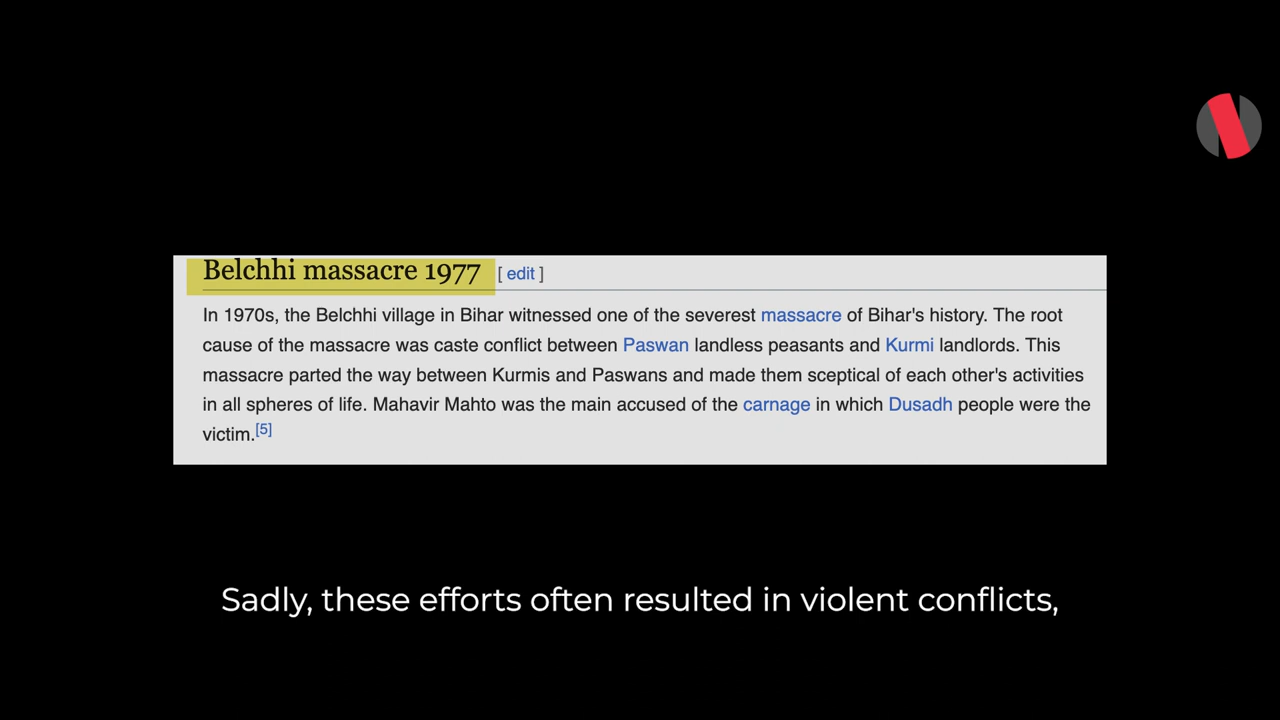 Belchhi massacre 1977 [ edit ]
In 1970s, the Belchhi village in Bihar witnessed one of the severest massacre of Bihar's history. The root
cause of the massacre was caste conflict between Paswan landless peasants and Kurmi landlords. This
massacre parted the way between Kurmis and Paswans and made them sceptical of each other's activities
in all spheres of life. Mahavir Mahto was the main accused of the carnage in which Dusadh people were the
victim.[5]
Sadly, these efforts often resulted in violent conflicts,